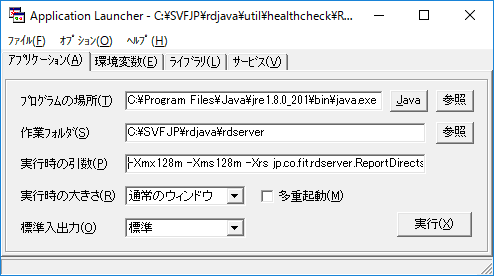 Application Launcher - C:¥SVFJP¥rdjava¥util¥healthcheck¥R...
ﾌｧｲﾙ(F) ｵﾌﾟｼｮﾝ(O) ﾍﾙﾌﾟ(H)
アプリケーション(A) 環境変数(E) ライブラリ(L) サービス(V)
プログラムの場所(T) C:¥Program Files¥Java¥jre1.8.0_201¥bin¥java.exe Java 参照
作業フォルダ(S) C:¥SVFJP¥rdjava¥rdserver 参照
実行時の引数(P) -Xmx128m -Xms128m -Xrs jp.co.fit.rdserver.ReportDirects
実行時の大きさ(R) 通常のウィンドウ 多重起動(M)
標準入出力(O) 標準 実行(X)